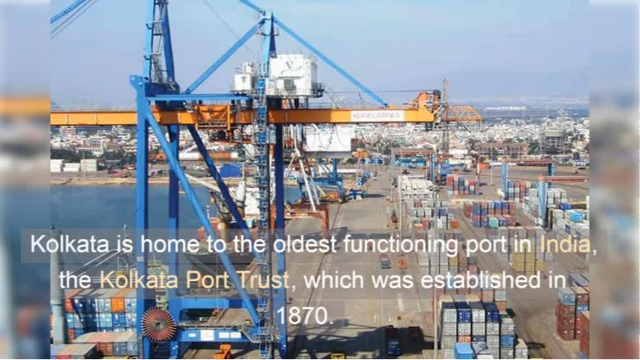 Kolkata is home to the oldest functioning port in India,
the Kolkata Port Trust, which was established in
1870.